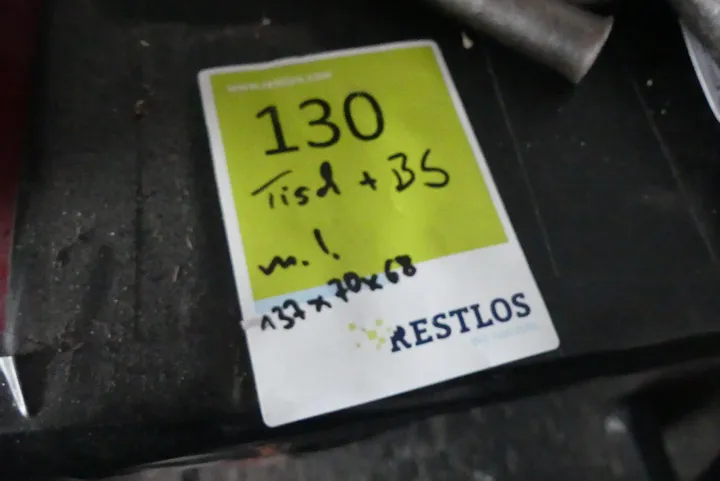 www.restlos.com
130
Tisch + BS
m. I.
137 x 70 x 68
RESTLOS